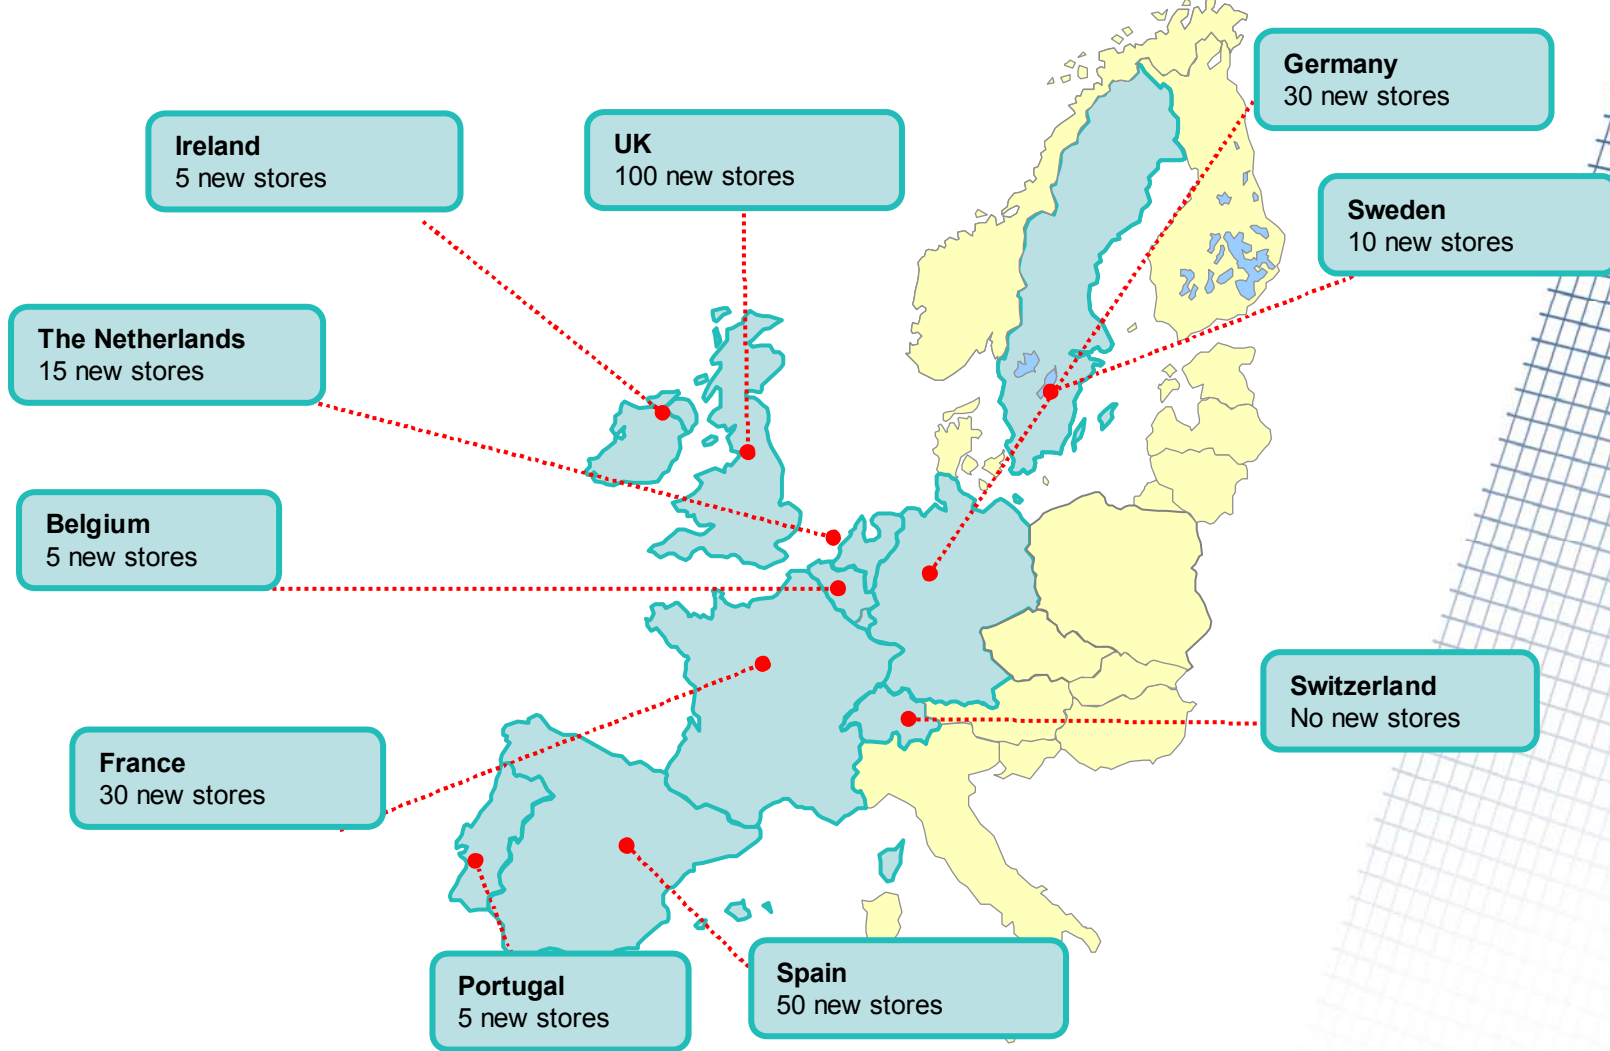 Germany
30 new stores
Ireland
5 new stores
UK
100 new stores
Sweden
10 new stores
The Netherlands
15 new stores
Belgium
5 new stores
Switzerland
No new stores
France
30 new stores
Portugal
5 new stores
Spain
50 new stores